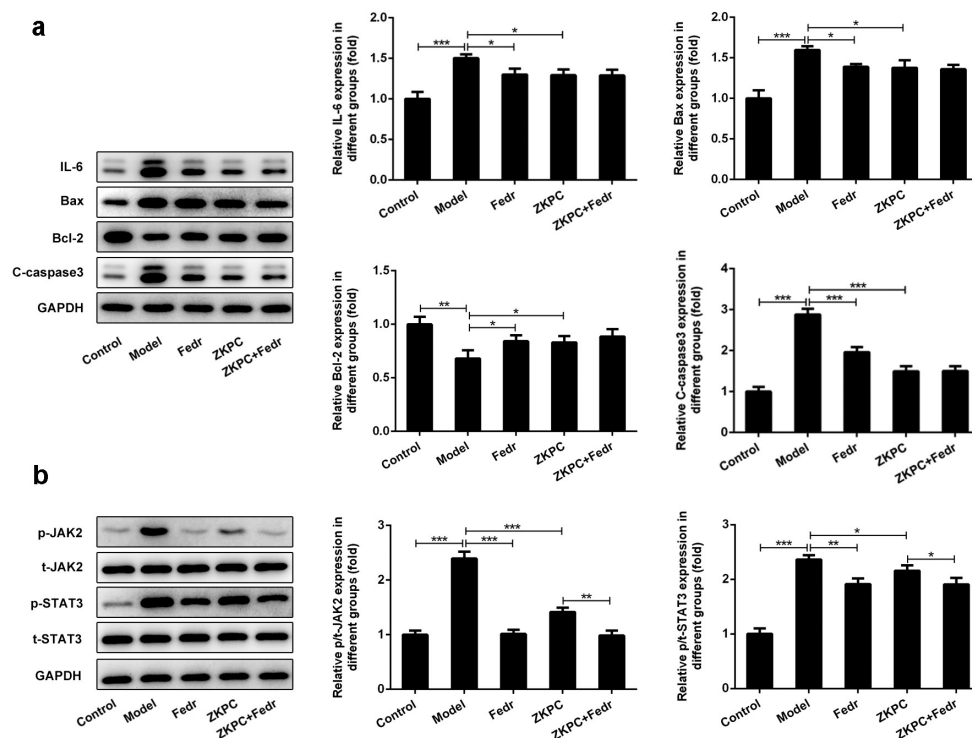 a
IL-6
Bax
Bcl-2
C-caspase3
GAPDH
Control
Model
Fedr
ZKPC
ZKPC+Fedr
Relative IL-6 expression in
different groups (fold)
2.0
1.5
1.0
0.5
0.0
***
*
*
Control
Model
Fedr
ZKPC
ZKPC+Fedr
Relative Bax expression in
different groups (fold)
2.0
1.5
1.0
0.5
0.0
***
*
*
Control
Model
Fedr
ZKPC
ZKPC+Fedr
Relative Bcl-2 expression in
different groups (fold)
1.5
1.0
0.5
0.0
**
*
*
Control
Model
Fedr
ZKPC
ZKPC+Fedr
Relative C-caspase3 expression in
different groups (fold)
4
3
2
1
0
***
***
***
Control
Model
Fedr
ZKPC
ZKPC+Fedr
b
p-JAK2
t-JAK2
p-STAT3
t-STAT3
GAPDH
Control
Model
Fedr
ZKPC
ZKPC+Fedr
Relative p/t-JAK2 expression in
different groups (fold)
3
2
1
0
***
***
***
**
Control
Model
Fedr
ZKPC
ZKPC+Fedr
Relative p/t-STAT3 expression in
different groups (fold)
3
2
1
0
***
**
*
*
Control
Model
Fedr
ZKPC
ZKPC+Fedr